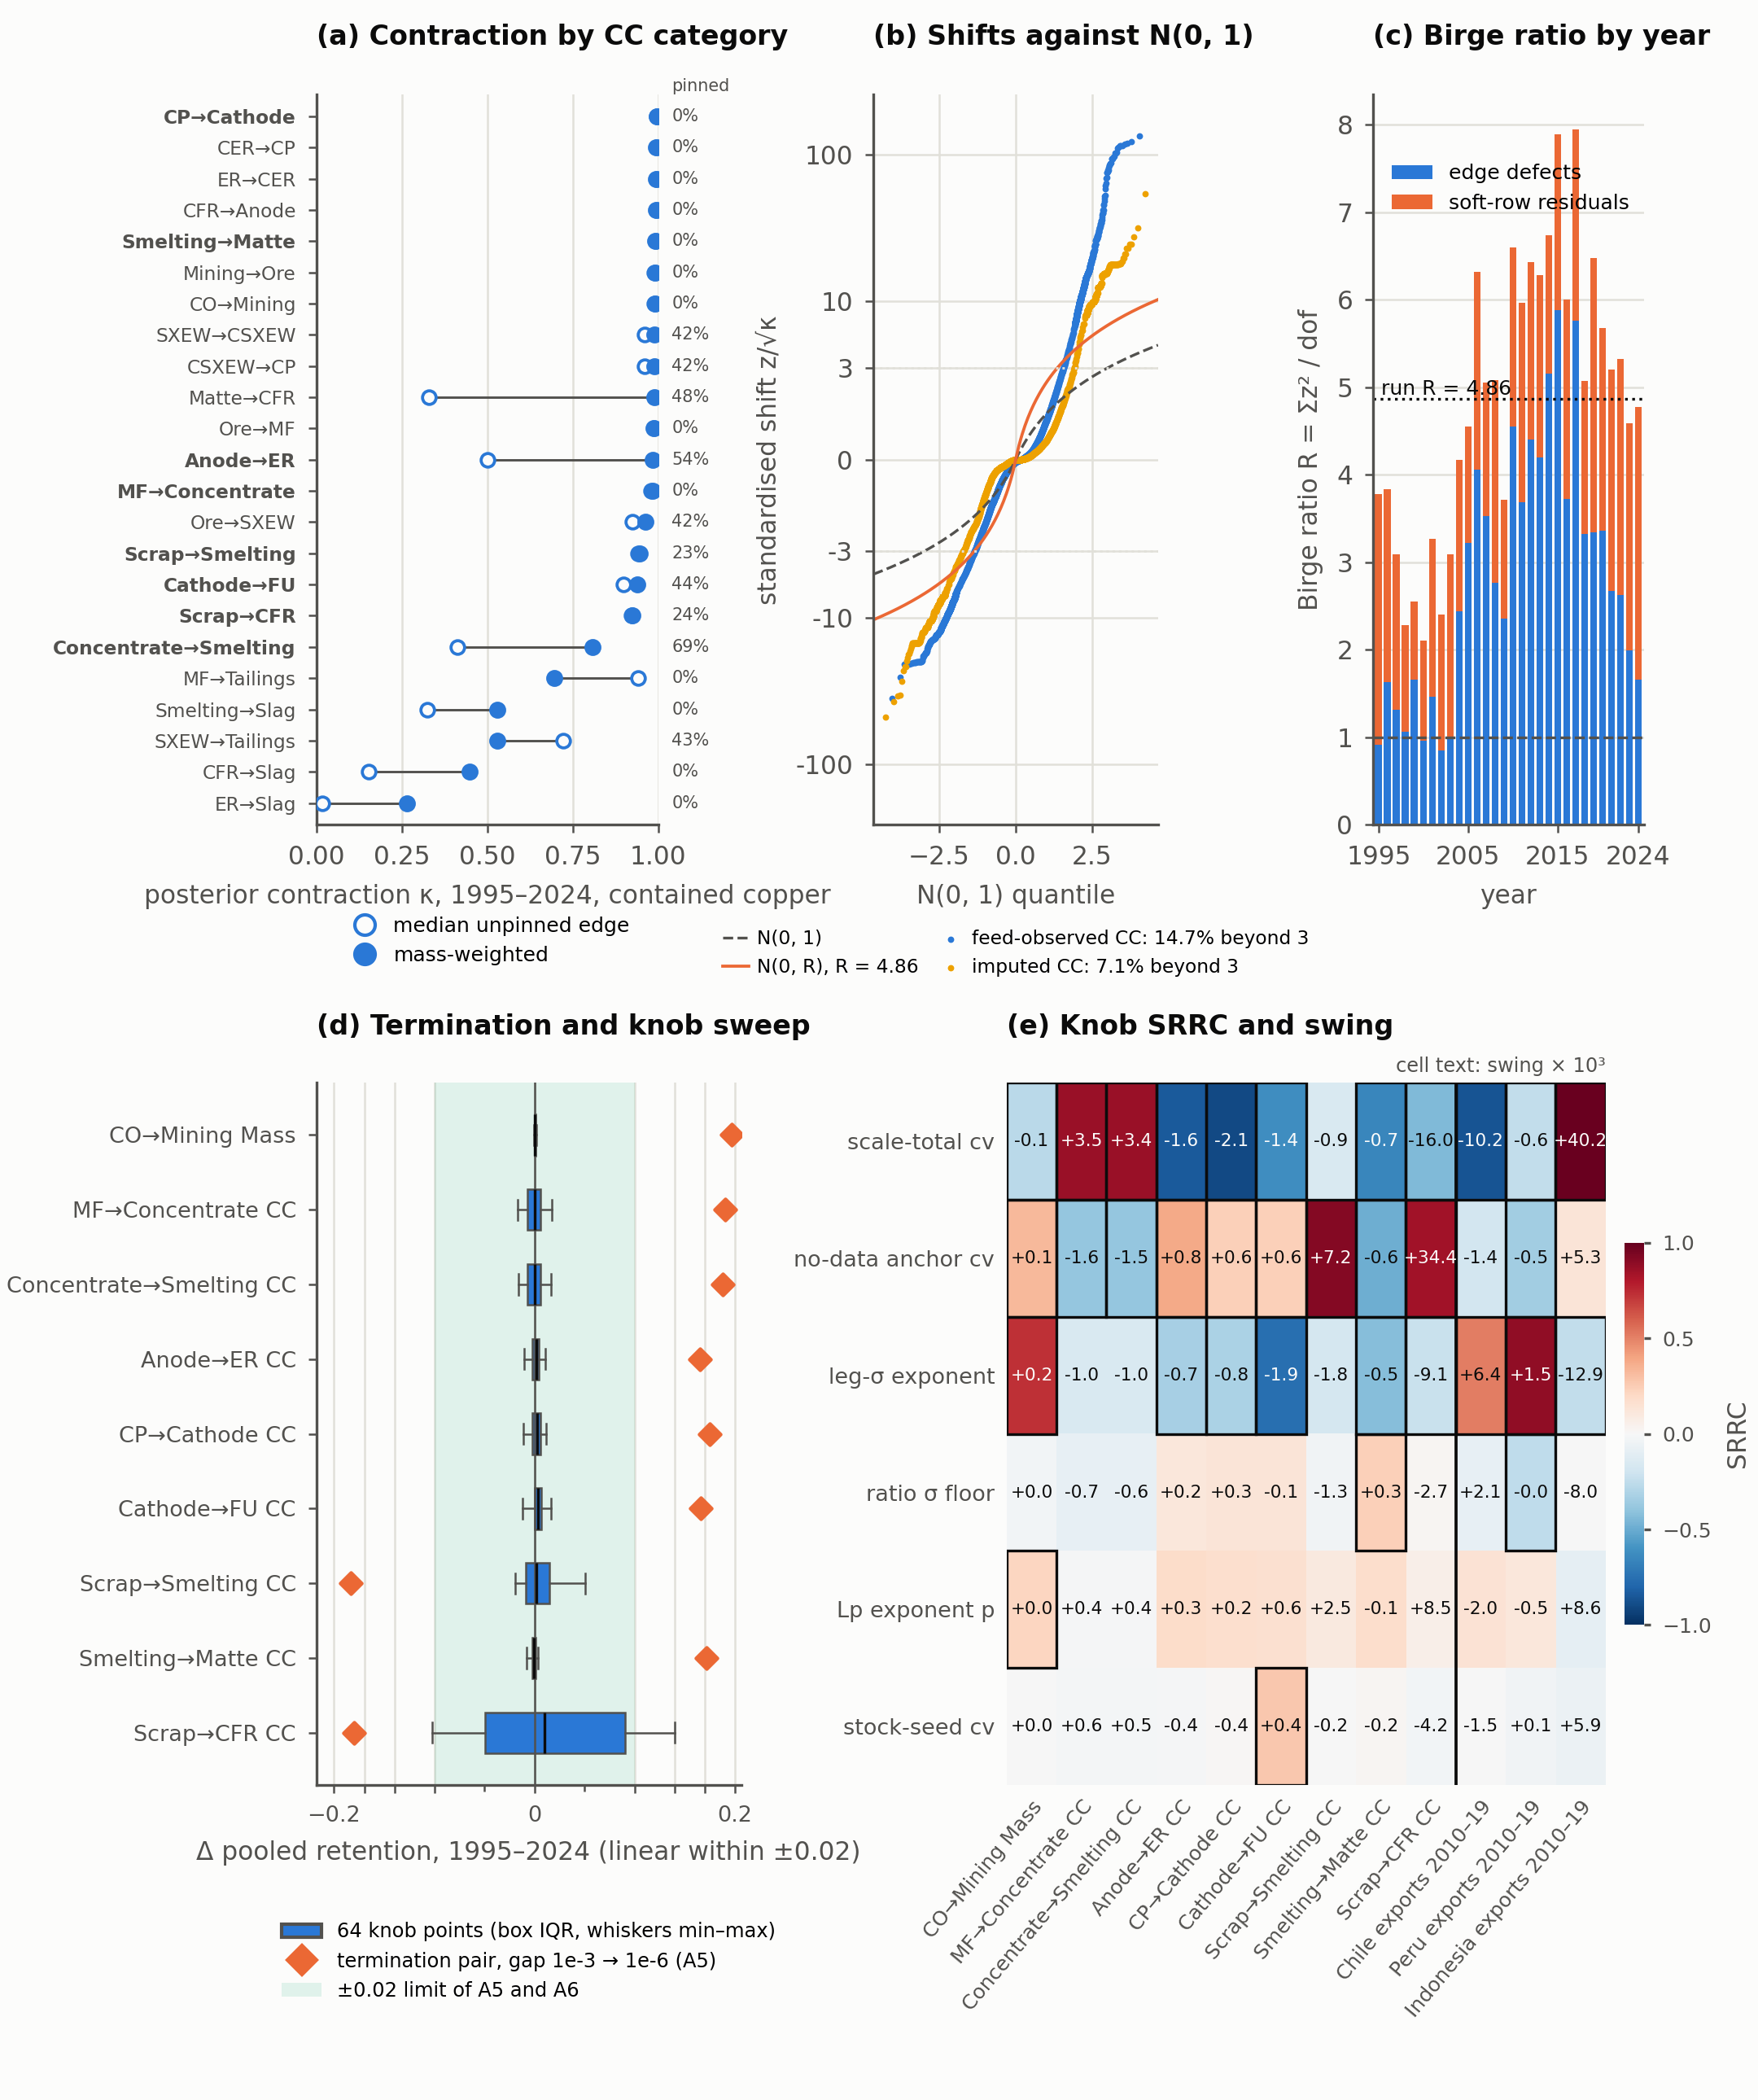 (a) Contraction by CC category
(b) Shifts against N(0, 1)
(c) Birge ratio by year
pinned
CP→Cathode 0%
CER→CP 0%
ER→CER 0%
CFR→Anode 0%
Smelting→Matte 0%
Mining→Ore 0%
CO→Mining 0%
SXEW→CSXEW 42%
CSXEW→CP 42%
Matte→CFR 48%
Ore→MF 0%
Anode→ER 54%
MF→Concentrate 0%
Ore→SXEW 42%
Scrap→Smelting 23%
Cathode→FU 44%
Scrap→CFR 24%
Concentrate→Smelting 69%
MF→Tailings 0%
Smelting→Slag 0%
SXEW→Tailings 43%
CFR→Slag 0%
ER→Slag 0%
0.00 0.25 0.50 0.75 1.00
posterior contraction κ, 1995–2024, contained copper
median unpinned edge
mass-weighted
standardised shift z/√κ
100
10
3
0
-3
-10
-100
−2.5 0.0 2.5
N(0, 1) quantile
N(0, 1)
N(0, R), R = 4.86
feed-observed CC: 14.7% beyond 3
imputed CC: 7.1% beyond 3
Birge ratio R = Σz² / dof
8
7
6
5
4
3
2
1
0
edge defects
soft-row residuals
run R = 4.86
1995 2005 2015 2024
year
(d) Termination and knob sweep
CO→Mining Mass
MF→Concentrate CC
Concentrate→Smelting CC
Anode→ER CC
CP→Cathode CC
Cathode→FU CC
Scrap→Smelting CC
Smelting→Matte CC
Scrap→CFR CC
−0.2 0 0.2
Δ pooled retention, 1995–2024 (linear within ±0.02)
64 knob points (box IQR, whiskers min–max)
termination pair, gap 1e-3 → 1e-6 (A5)
±0.02 limit of A5 and A6
(e) Knob SRRC and swing
cell text: swing × 10³
scale-total cv -0.1 +3.5 +3.4 -1.6 -2.1 -1.4 -0.9 -0.7 -16.0 -10.2 -0.6 +40.2
no-data anchor cv +0.1 -1.6 -1.5 +0.8 +0.6 +0.6 +7.2 -0.6 +34.4 -1.4 -0.5 +5.3
leg-σ exponent +0.2 -1.0 -1.0 -0.7 -0.8 -1.9 -1.8 -0.5 -9.1 +6.4 +1.5 -12.9
ratio σ floor +0.0 -0.7 -0.6 +0.2 +0.3 -0.1 -1.3 +0.3 -2.7 +2.1 -0.0 -8.0
Lp exponent p +0.0 +0.4 +0.4 +0.3 +0.2 +0.6 +2.5 -0.1 +8.5 -2.0 -0.5 +8.6
stock-seed cv +0.0 +0.6 +0.5 -0.4 -0.4 +0.4 -0.2 -0.2 -4.2 -1.5 +0.1 +5.9
CO→Mining Mass
MF→Concentrate CC
Concentrate→Smelting CC
Anode→ER CC
CP→Cathode CC
Cathode→FU CC
Scrap→Smelting CC
Smelting→Matte CC
Scrap→CFR CC
Chile exports 2010–19
Peru exports 2010–19
Indonesia exports 2010–19
1.0
0.5
0.0
−0.5
−1.0
SRRC